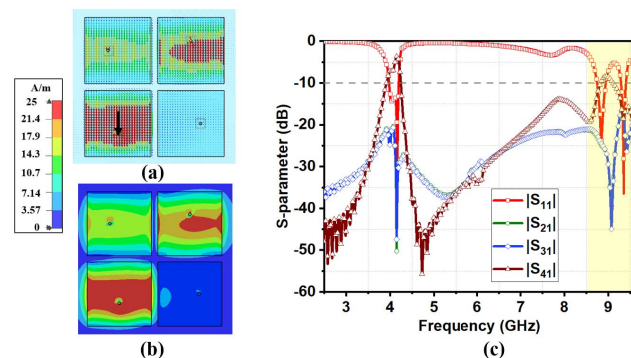 A/m
25
21.4
17.9
14.3
10.7
7.14
3.57
0
(a)
(b)
S-parameter (dB)
0
-10
-20
-30
-40
-50
-60
|S11|
|S21|
|S31|
|S41|
3 4 5 6 7 8 9
Frequency (GHz)
(c)